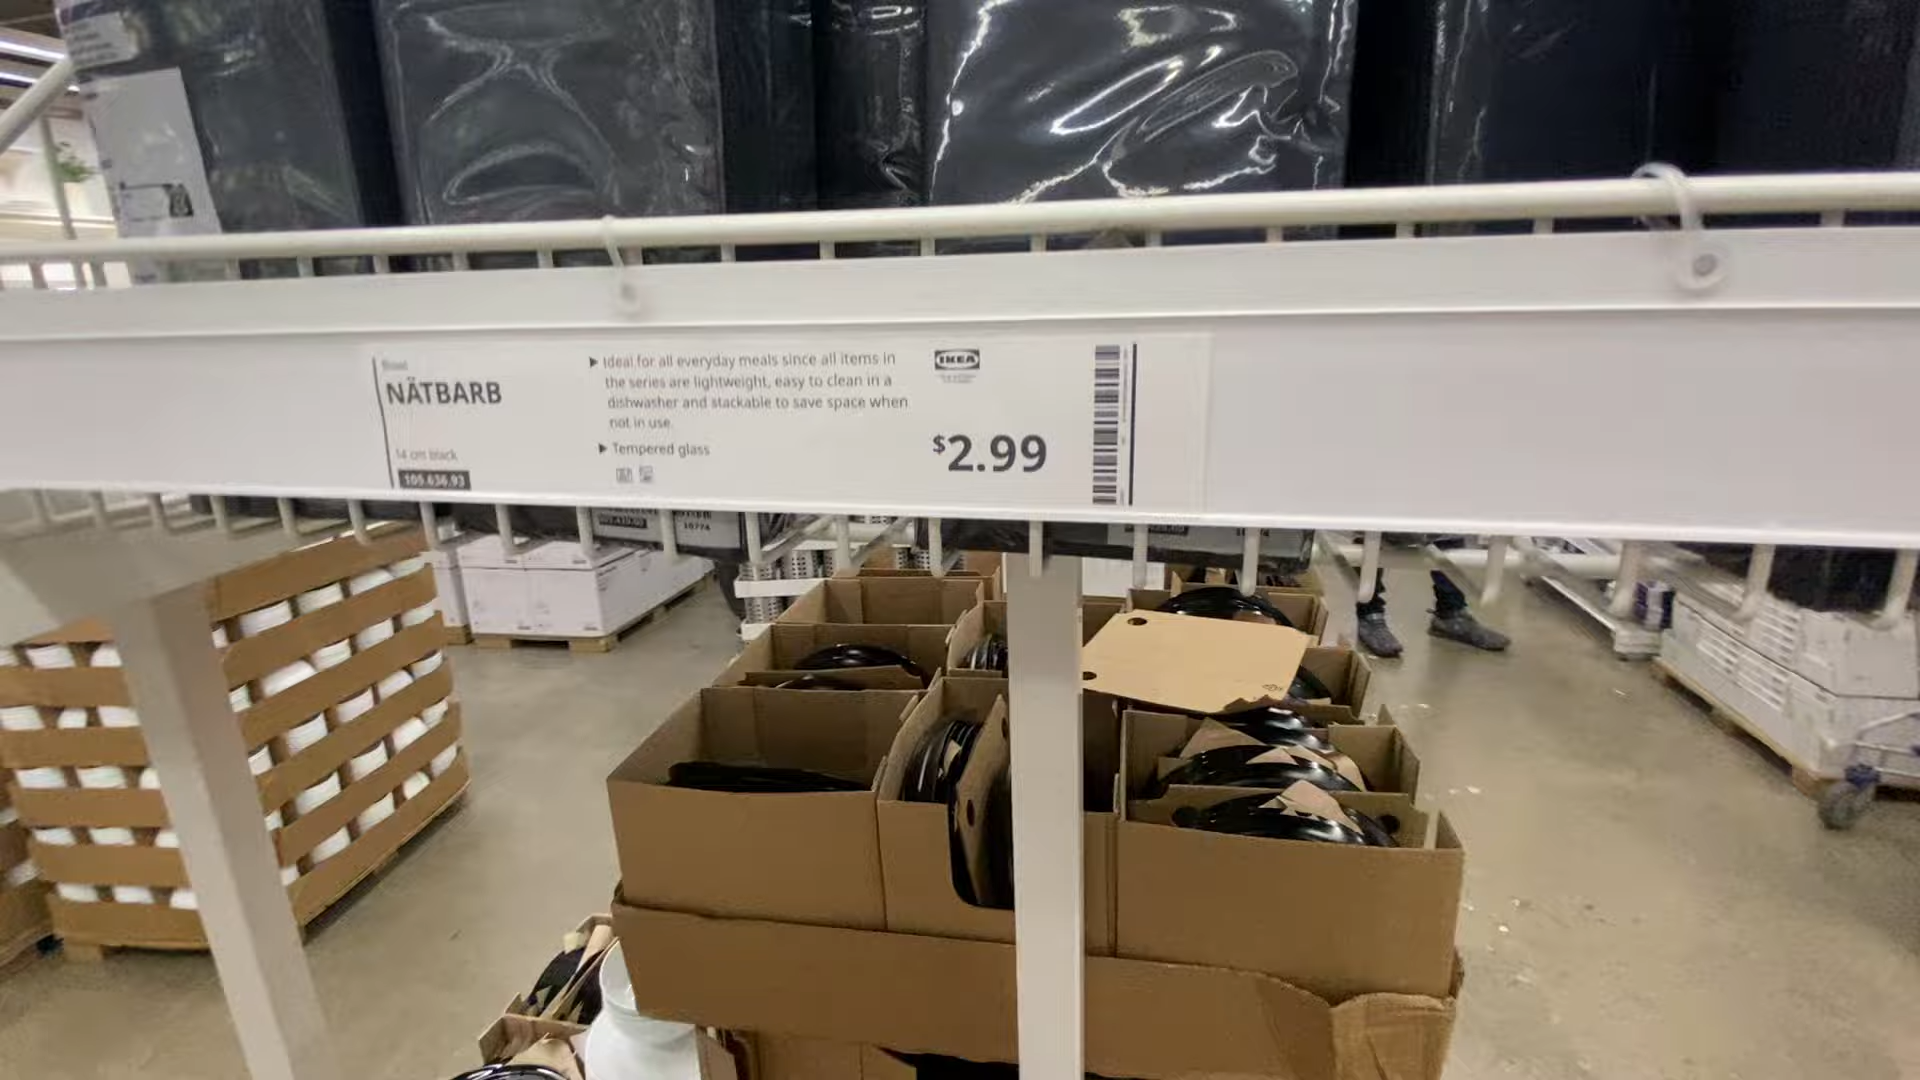 Bowl
NÄTBARB
14 cm black
105.636.93
▶ Ideal for all everyday meals since all items in
the series are lightweight, easy to clean in a
dishwasher and stackable to save space when
not in use.
▶ Tempered glass
IKEA
$2.99
10774